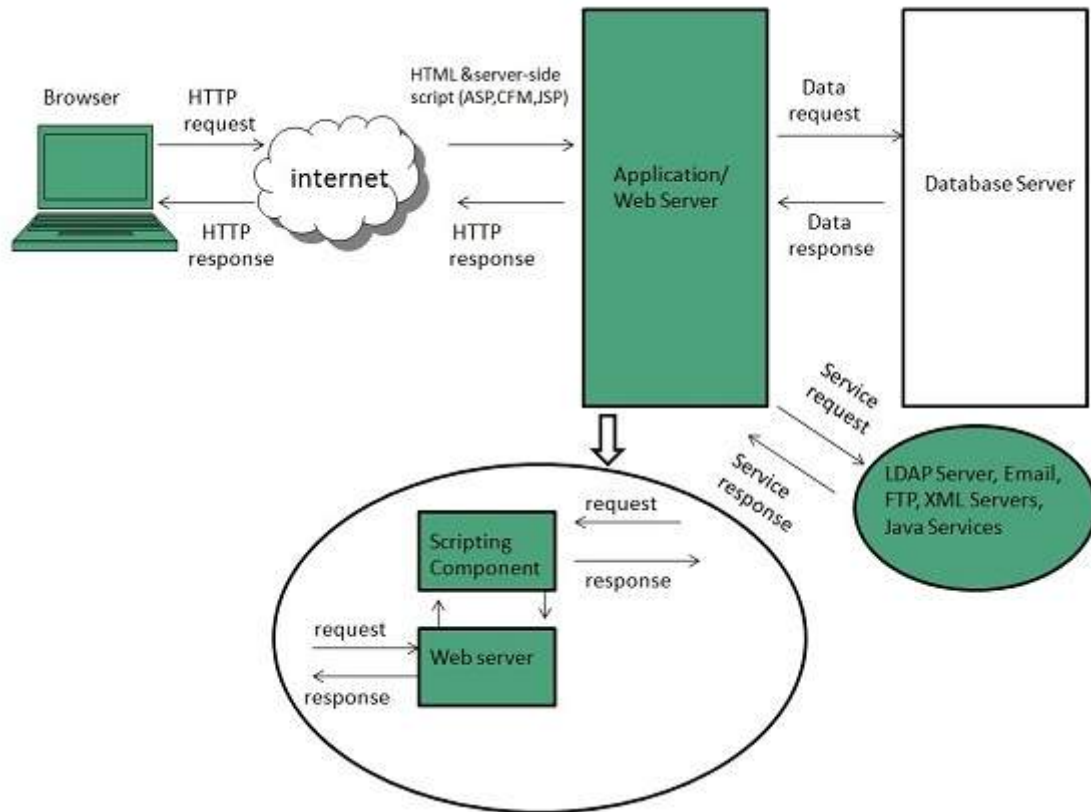 Browser
HTTP
request
HTTP
response
internet
HTML &server-side
script (ASP,CFM,JSP)
HTTP
response
Application/
Web Server
Data
request
Data
response
Database Server
Service
request
Service
response
LDAP Server, Email,
FTP, XML Servers,
Java Services
request
Scripting
Component
response
request
Web server
response